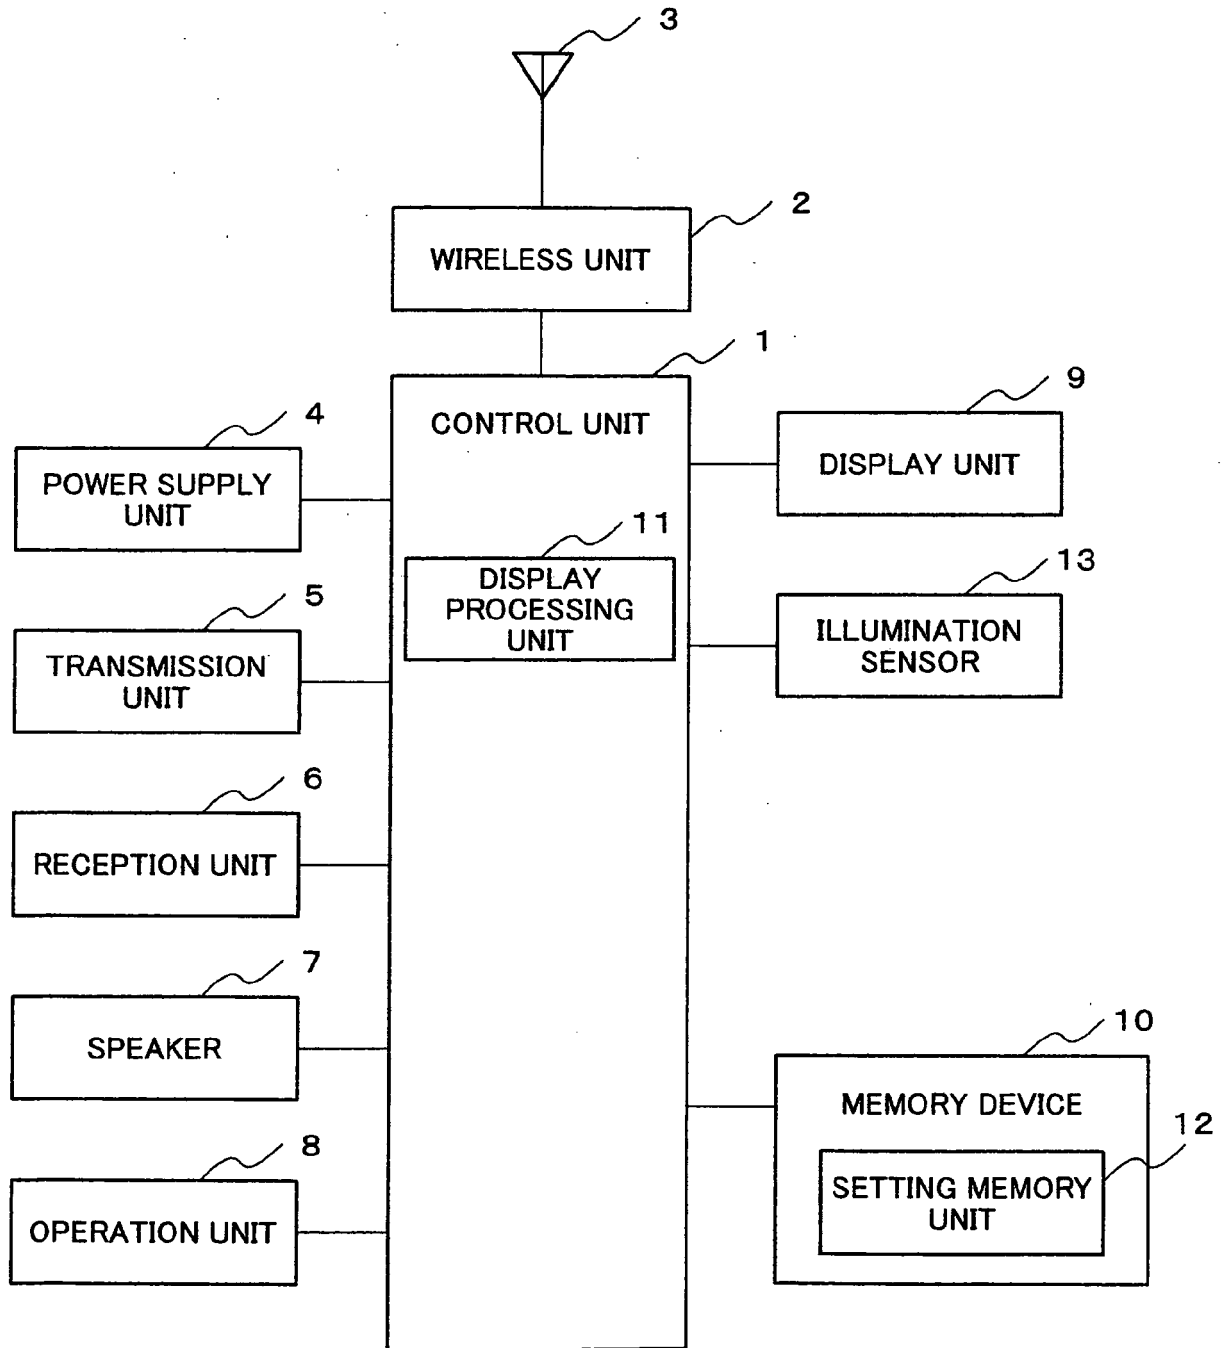 3
2
WIRELESS UNIT
1
CONTROL UNIT
4
POWER SUPPLY
UNIT
9
DISPLAY UNIT
11
DISPLAY
PROCESSING
UNIT
5
TRANSMISSION
UNIT
13
ILLUMINATION
SENSOR
6
RECEPTION UNIT
7
SPEAKER
10
MEMORY DEVICE
12
SETTING MEMORY
UNIT
8
OPERATION UNIT